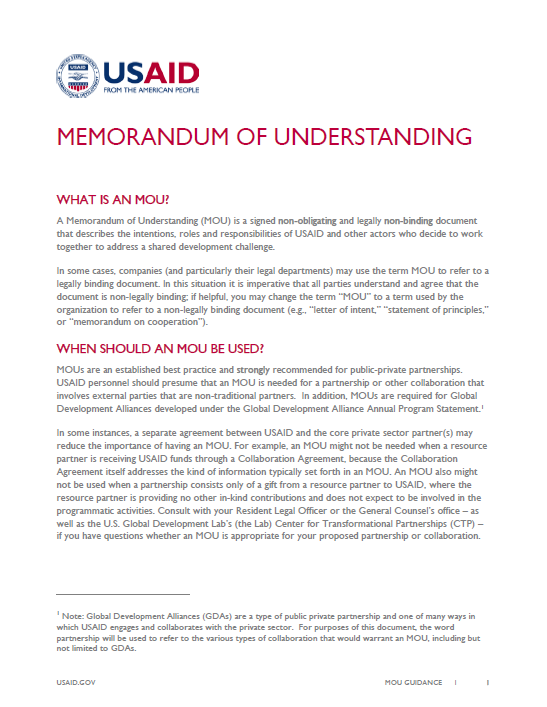 USAID
USAID
FROM THE AMERICAN PEOPLE
MEMORANDUM OF UNDERSTANDING
WHAT IS AN MOU?
A Memorandum of Understanding (MOU) is a signed non-obligating and legally non-binding document
that describes the intentions, roles and responsibilities of USAID and other actors who decide to work
together to address a shared development challenge.
In some cases, companies (and particularly their legal departments) may use the term MOU to refer to a
legally binding document. In this situation it is imperative that all parties understand and agree that the
document is non-legally binding; if helpful, you may change the term “MOU” to a term used by the
organization to refer to a non-legally binding document (e.g., “letter of intent,” “statement of principles,”
or “memorandum on cooperation”).
WHEN SHOULD AN MOU BE USED?
MOUs are an established best practice and strongly recommended for public-private partnerships.
USAID personnel should presume that an MOU is needed for a partnership or other collaboration that
involves external parties that are non-traditional partners. In addition, MOUs are required for Global
Development Alliances developed under the Global Development Alliance Annual Program Statement.¹
In some instances, a separate agreement between USAID and the core private sector partner(s) may
reduce the importance of having an MOU. For example, an MOU might not be needed when a resource
partner is receiving USAID funds through a Collaboration Agreement, because the Collaboration
Agreement itself addresses the kind of information typically set forth in an MOU. An MOU also might
not be used when a partnership consists only of a gift from a resource partner to USAID, where the
resource partner is providing no other in-kind contributions and does not expect to be involved in the
programmatic activities. Consult with your Resident Legal Officer or the General Counsel’s office – as
well as the U.S. Global Development Lab’s (the Lab) Center for Transformational Partnerships (CTP) –
if you have questions whether an MOU is appropriate for your proposed partnership or collaboration.
¹ Note: Global Development Alliances (GDAs) are a type of public private partnership and one of many ways in
which USAID engages and collaborates with the private sector. For purposes of this document, the word
partnership will be used to refer to the various types of collaboration that would warrant an MOU, including but
not limited to GDAs.
USAID.GOV MOU GUIDANCE | 1